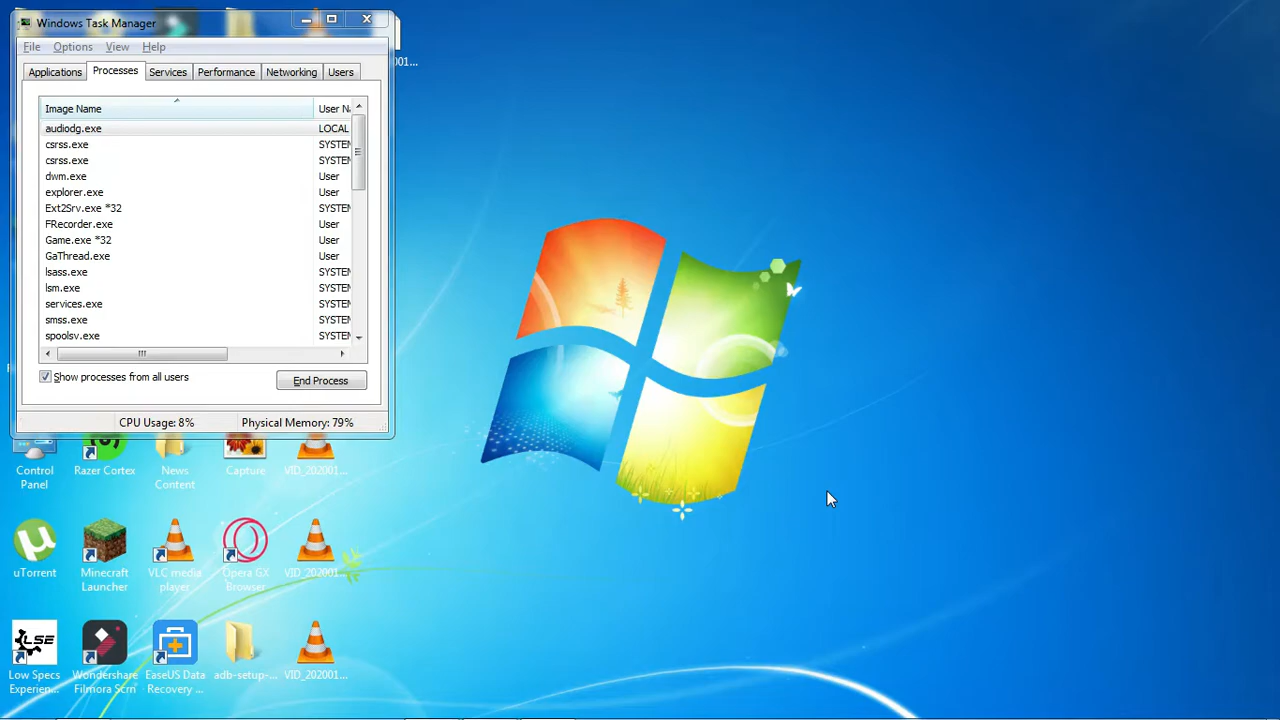 Windows Task Manager
File Options View Help
Applications Processes Services Performance Networking Users
Image Name User N
audiodg.exe LOCAL
csrss.exe SYSTEM
csrss.exe SYSTEM
dwm.exe User
explorer.exe User
Ext2Srv.exe *32 SYSTEM
FRecorder.exe User
Game.exe *32 User
GaThread.exe User
lsass.exe SYSTEM
lsm.exe SYSTEM
services.exe SYSTEM
smss.exe SYSTEM
spoolsv.exe SYSTEM
Show processes from all users End Process
CPU Usage: 8% Physical Memory: 79%
001...
Control
Panel
Razer Cortex
News
Content
Capture
VID_202001...
uTorrent
Minecraft
Launcher
VLC media
player
Opera GX
Browser
VID_202001...
LSE
Low Specs
Experien...
Wondershare
Filmora Scrn
EaseUS Data
Recovery ...
adb-setup-...
VID_202001...